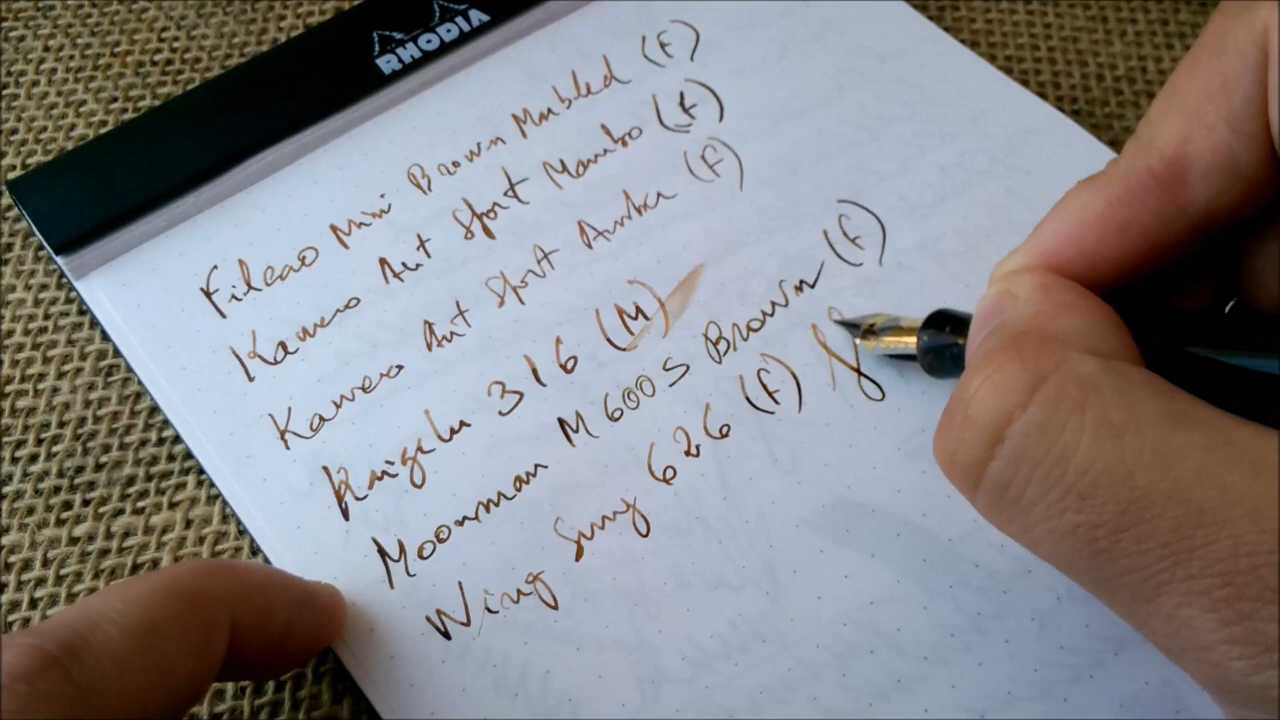 RHODIA
Filcao Mini Brown Marbled (F)
Kaweco Art Sport Mambo (F)
Kaweco Art Sport Amber (F)
Kaigelu 316 (M)
Moonman M600S Brown (F)
Wing Sung 626 (F)